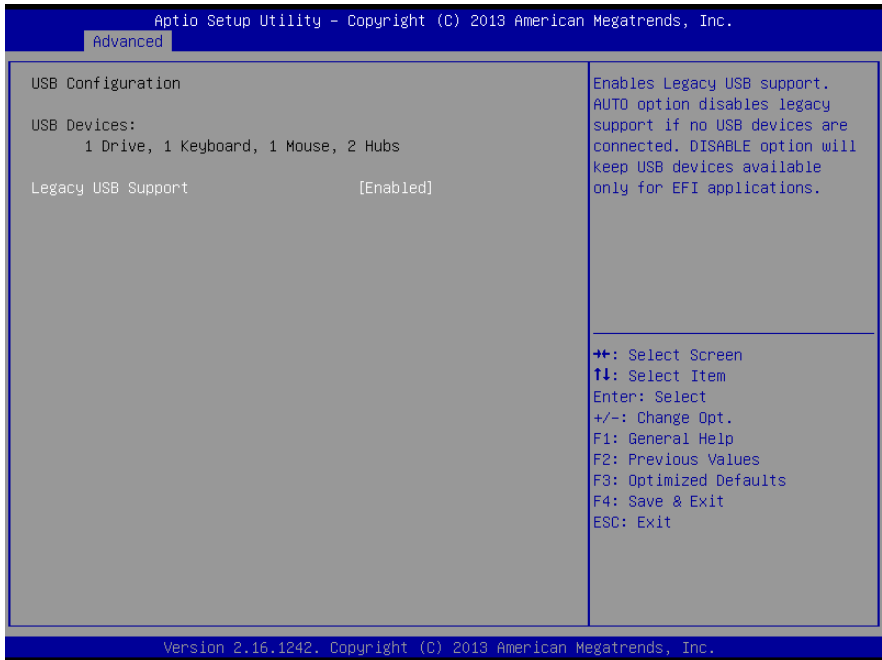 Aptio Setup Utility – Copyright (C) 2013 American Megatrends, Inc.
Advanced
USB Configuration
USB Devices:
1 Drive, 1 Keyboard, 1 Mouse, 2 Hubs
Legacy USB Support [Enabled]
Enables Legacy USB support.
AUTO option disables legacy
support if no USB devices are
connected. DISABLE option will
keep USB devices available
only for EFI applications.
→←: Select Screen
↑↓: Select Item
Enter: Select
+/-: Change Opt.
F1: General Help
F2: Previous Values
F3: Optimized Defaults
F4: Save & Exit
ESC: Exit
Version 2.16.1242. Copyright (C) 2013 American Megatrends, Inc.